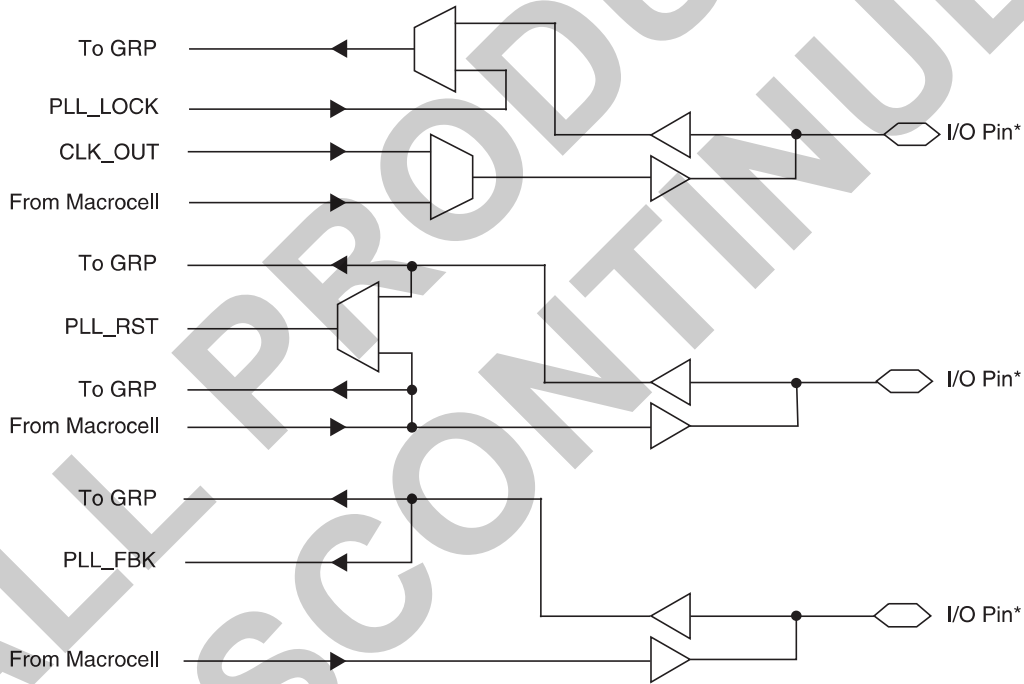 To GRP
PLL_LOCK
CLK_OUT
From Macrocell
I/O Pin*
To GRP
PLL_RST
To GRP
From Macrocell
I/O Pin*
To GRP
PLL_FBK
From Macrocell
I/O Pin*